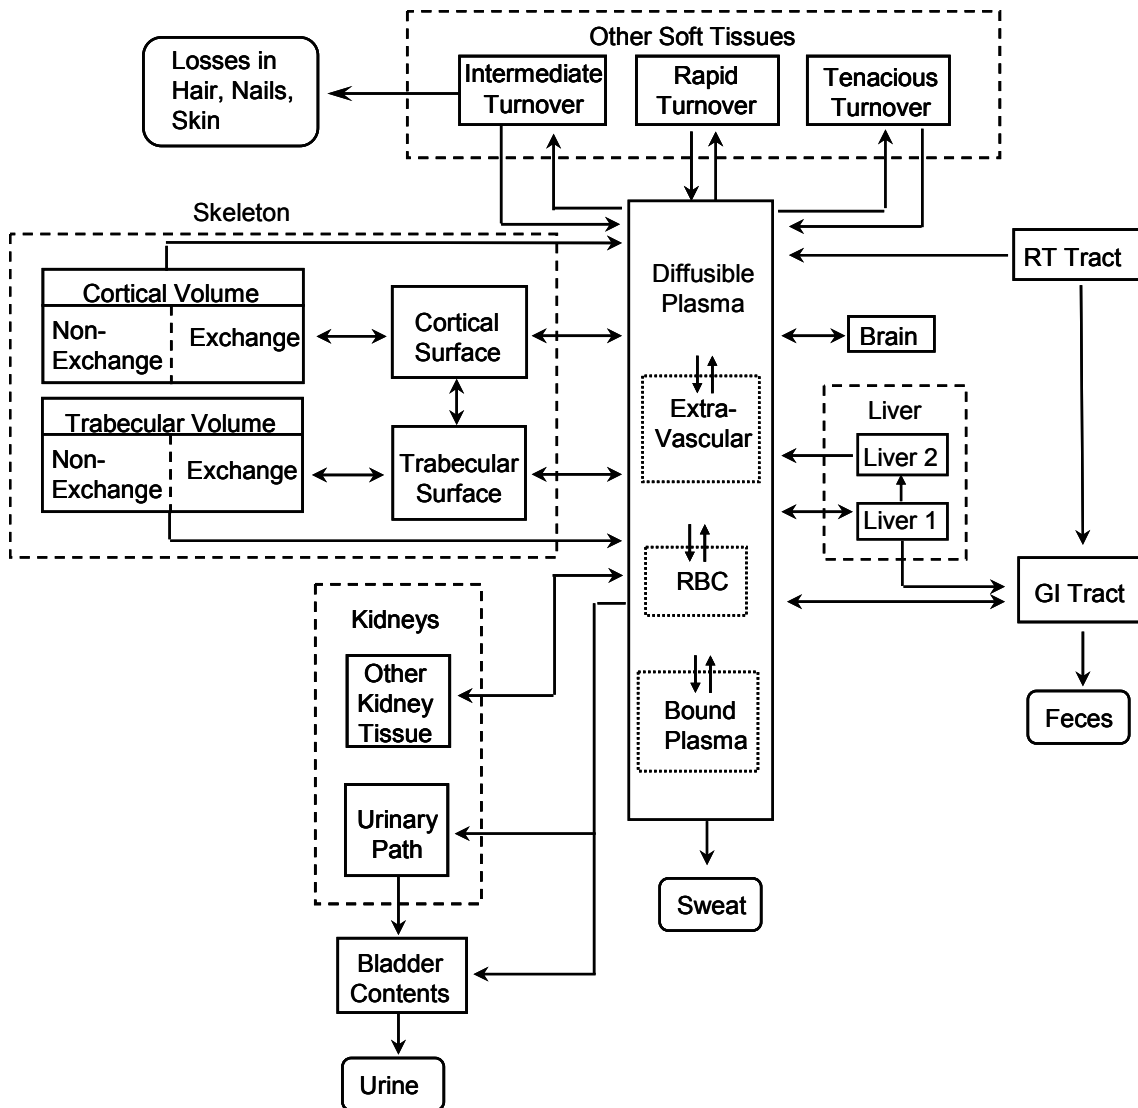 Other Soft Tissues
Losses in
Hair, Nails,
Skin
Intermediate
Turnover
Rapid
Turnover
Tenacious
Turnover
Skeleton
Cortical Volume
Non-
Exchange
Exchange
Cortical
Surface
Trabecular Volume
Non-
Exchange
Exchange
Trabecular
Surface
Diffusible
Plasma
Extra-
Vascular
RBC
Bound
Plasma
RT Tract
Brain
Liver
Liver 2
Liver 1
GI Tract
Feces
Kidneys
Other
Kidney
Tissue
Urinary
Path
Sweat
Bladder
Contents
Urine